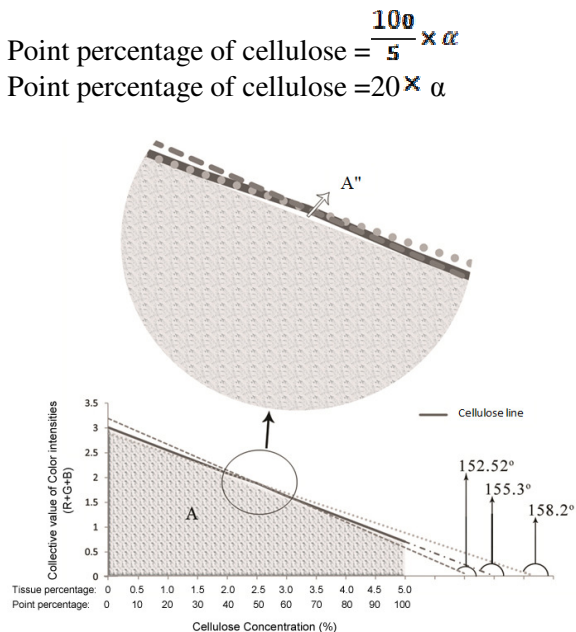 Point percentage of cellulose = 100/5 × α
Point percentage of cellulose =20 × α
A"
Cellulose line
Collective value of Color intensities
(R+G+B)
3.5
3
2.5
2
1.5
1
0.5
0
A
152.52º
155.3º
158.2º
Tissue percentage: 0 0.5 1.0 1.5 2.0 2.5 3.0 3.5 4.0 4.5 5.0
Point percentage: 0 10 20 30 40 50 60 70 80 90 100
Cellulose Concentration (%)